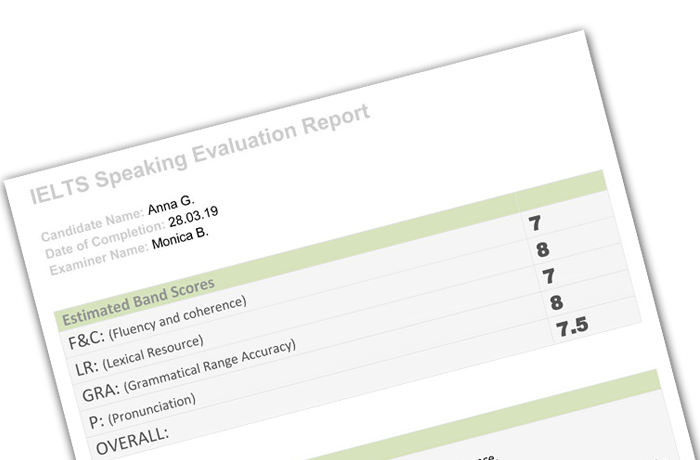 IELTS Speaking Evaluation Report
Candidate Name: Anna G.
Date of Completion: 28.03.19
Examiner Name: Monica B.
Estimated Band Scores
F&C: (Fluency and coherence) 7
LR: (Lexical Resource) 8
GRA: (Grammatical Range Accuracy) 7
P: (Pronunciation) 8
OVERALL: 7.5